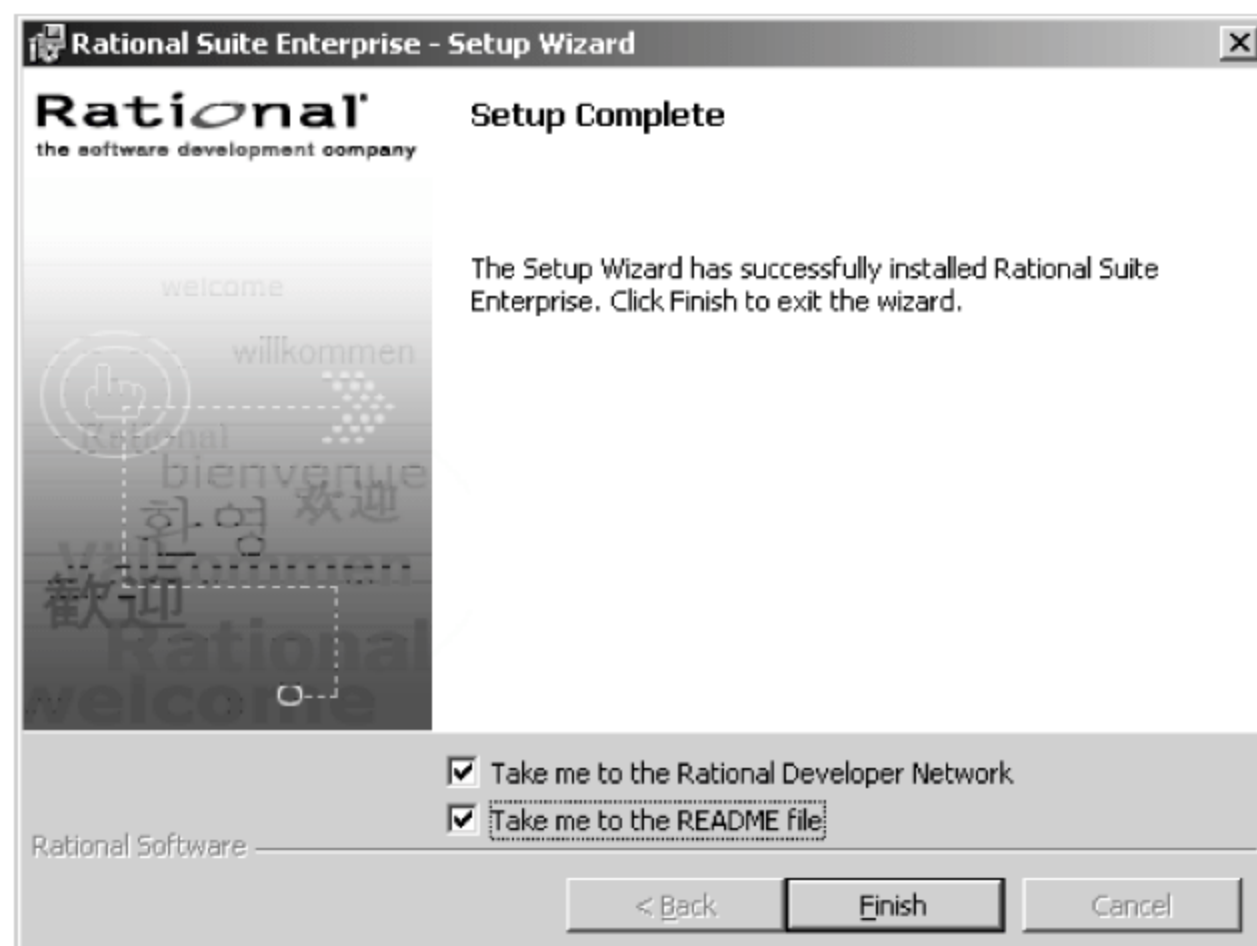 Rational Suite Enterprise - Setup Wizard
Rational
the software development company
Setup Complete
The Setup Wizard has successfully installed Rational Suite
Enterprise. Click Finish to exit the wizard.
welcome
willkommen
Rational
bienvenue
환영 欢迎
Välkommen
歡迎
Rational
welcome
Take me to the Rational Developer Network
Take me to the README file
Rational Software
< Back Finish Cancel